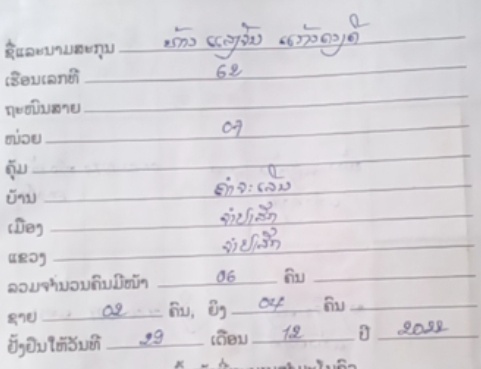 ຊື່ແລະນາມສະກຸນ ທ້າວ ແສງຈັນ ແກ້ວດວງດີ
ເຮືອນເລກທີ 62
ຖະໜົນສາຍ
ໜ່ວຍ 07
ຄຸ້ມ
ບ້ານ ຄຳຈະເລີນ
ເມືອງ ຈຳປາສັກ
ແຂວງ ຈຳປາສັກ
ລວມຈຳນວນຄົນມີໜ້າ 06 ຄົນ
ຊາຍ 02 ຄົນ, ຍິງ 04 ຄົນ
ຢັ້ງຢືນໃຫ້ວັນທີ 29 ເດືອນ 12 ປີ 2022